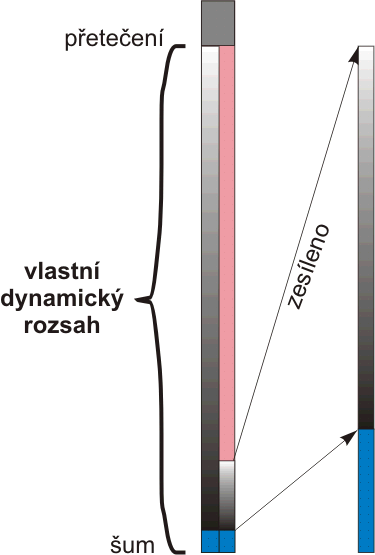 přetečení
vlastní
dynamický
rozsah
zesíleno
šum